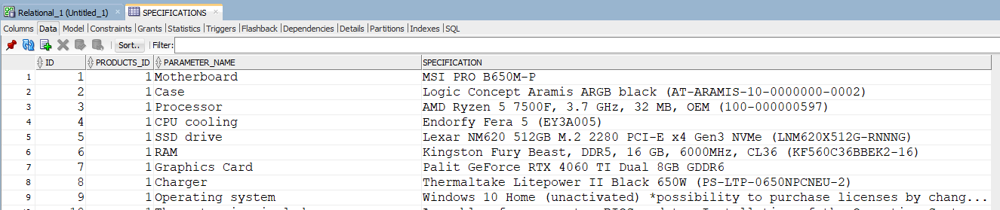 Relational_1 (Untitled_1) SPECIFICATIONS
Columns Data Model Constraints Grants Statistics Triggers Flashback Dependencies Details Partitions Indexes SQL
Sort.. Filter:
ID PRODUCTS_ID PARAMETER_NAME SPECIFICATION
1 1 1 Motherboard MSI PRO B650M-P
2 2 1 Case Logic Concept Aramis ARGB black (AT-ARAMIS-10-0000000-0002)
3 3 1 Processor AMD Ryzen 5 7500F, 3.7 GHz, 32 MB, OEM (100-000000597)
4 4 1 CPU cooling Endorfy Fera 5 (EY3A005)
5 5 1 SSD drive Lexar NM620 512GB M.2 2280 PCI-E x4 Gen3 NVMe (LNM620X512G-RNNNG)
6 6 1 RAM Kingston Fury Beast, DDR5, 16 GB, 6000MHz, CL36 (KF560C36BBEK2-16)
7 7 1 Graphics Card Palit GeForce RTX 4060 TI Dual 8GB GDDR6
8 8 1 Charger Thermaltake Litepower II Black 650W (PS-LTP-0650NPCNEU-2)
9 9 1 Operating system Windows 10 Home (unactivated) *possibility to purchase licenses by chang...